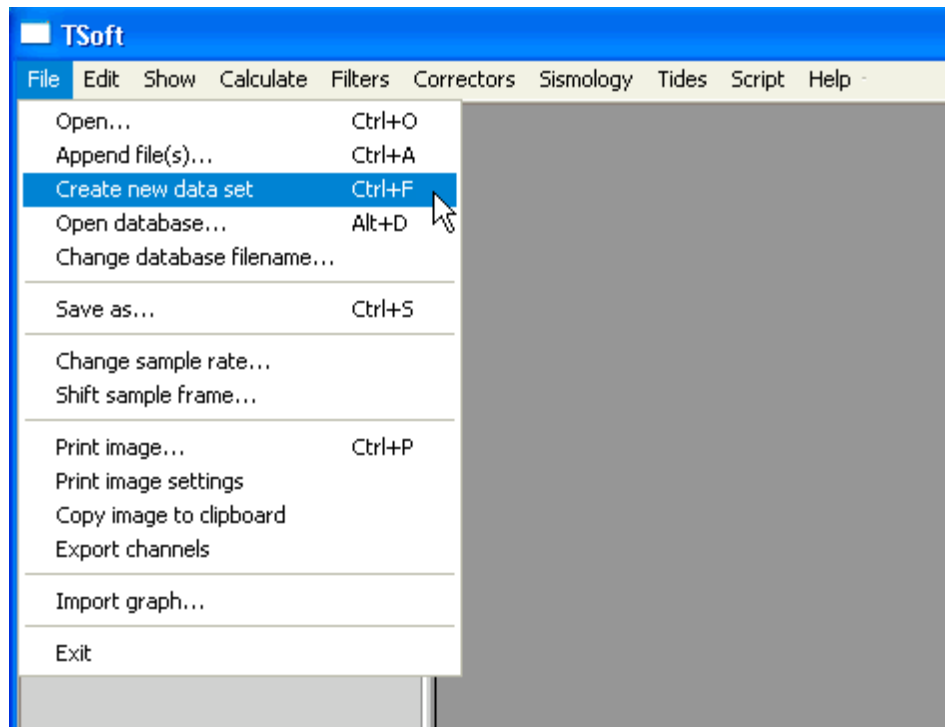 TSoft
File Edit Show Calculate Filters Correctors Sismology Tides Script Help
Open... Ctrl+O
Append file(s)... Ctrl+A
Create new data set Ctrl+F
Open database... Alt+D
Change database filename...
Save as... Ctrl+S
Change sample rate...
Shift sample frame...
Print image... Ctrl+P
Print image settings
Copy image to clipboard
Export channels
Import graph...
Exit